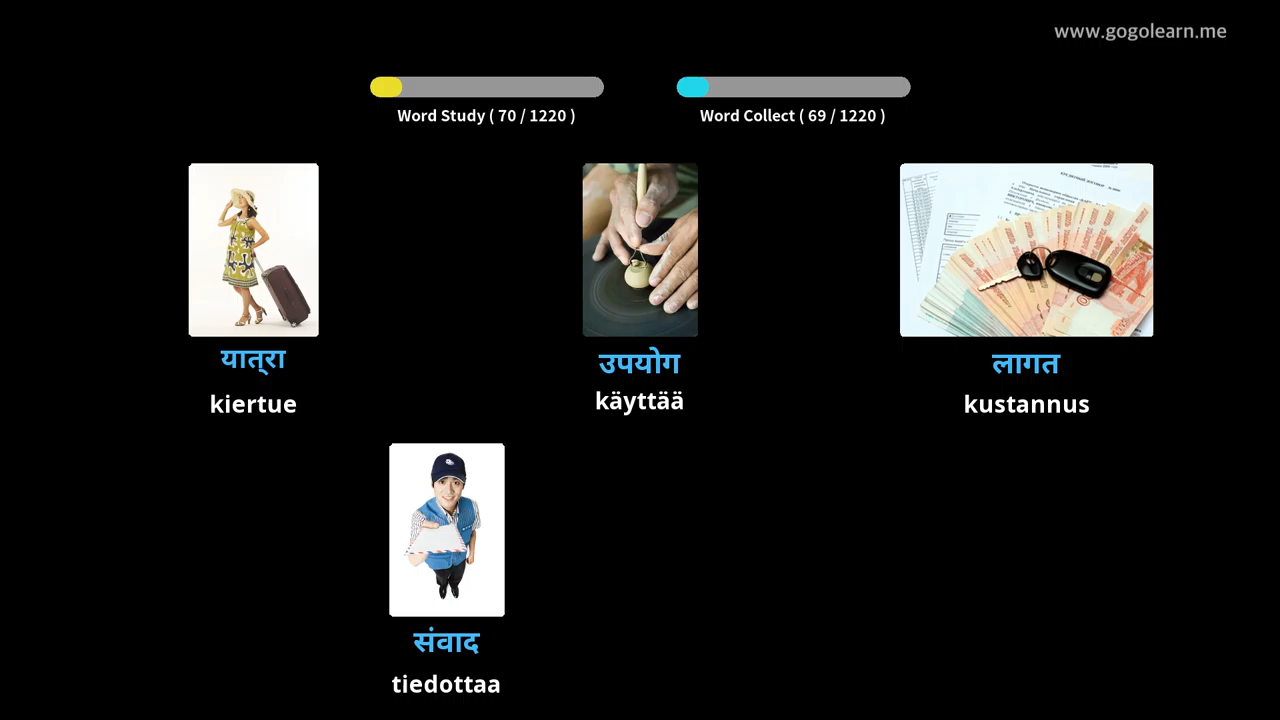 www.gogolearn.me
Word Study ( 70 / 1220 )
Word Collect ( 69 / 1220 )
यात्रा
उपयोग
लागत
kiertue
käyttää
kustannus
संवाद
tiedottaa